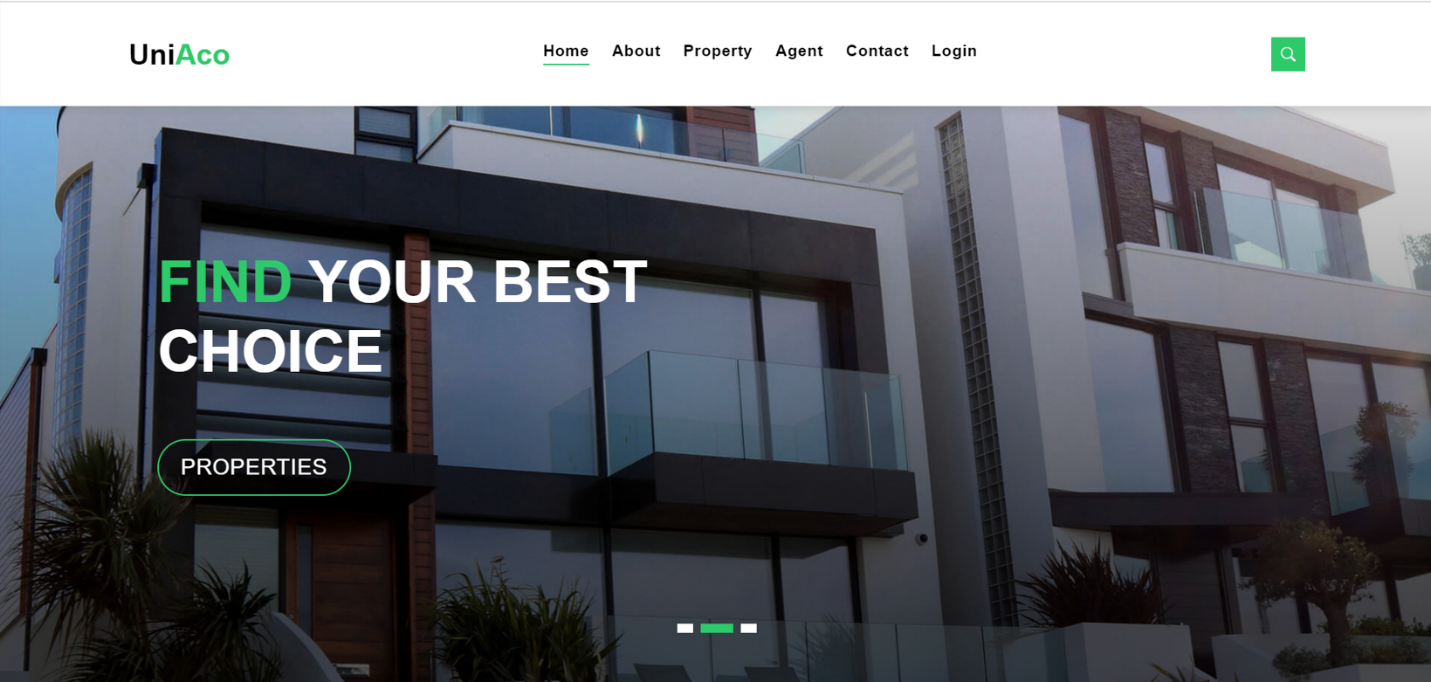 UniAco
Home About Property Agent Contact Login
FIND YOUR BEST
CHOICE
PROPERTIES